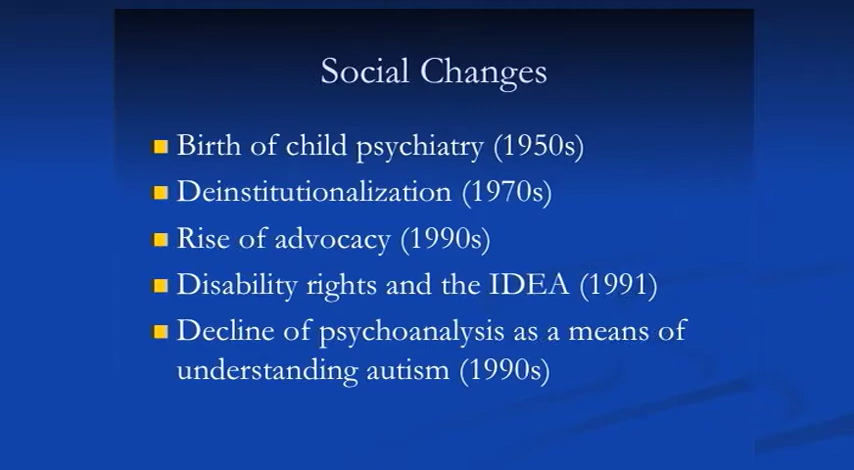 Social Changes
Birth of child psychiatry (1950s)
Deinstitutionalization (1970s)
Rise of advocacy (1990s)
Disability rights and the IDEA (1991)
Decline of psychoanalysis as a means of
understanding autism (1990s)